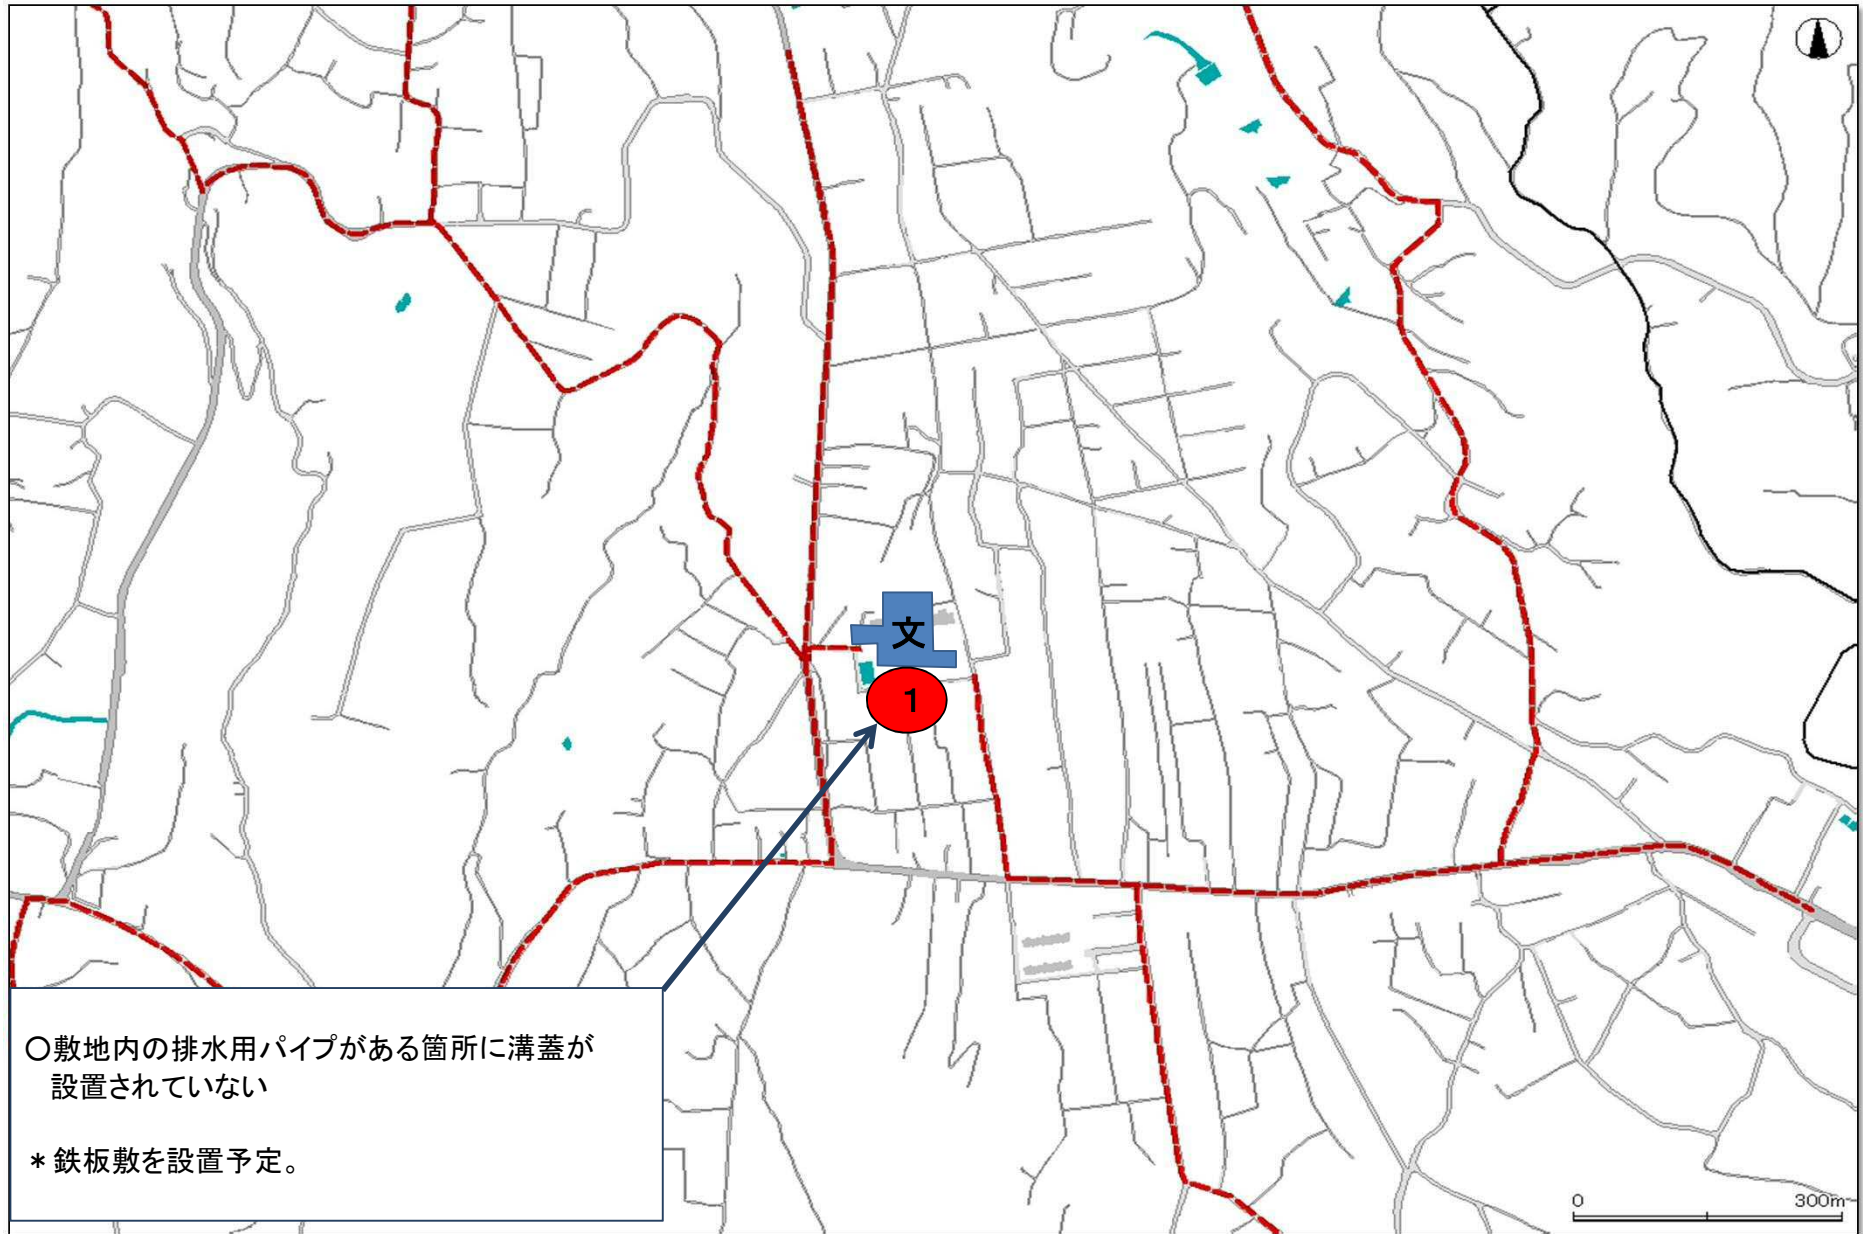 文
1
○敷地内の排水用パイプがある箇所に溝蓋が
設置されていない
＊鉄板敷を設置予定。
0 300m